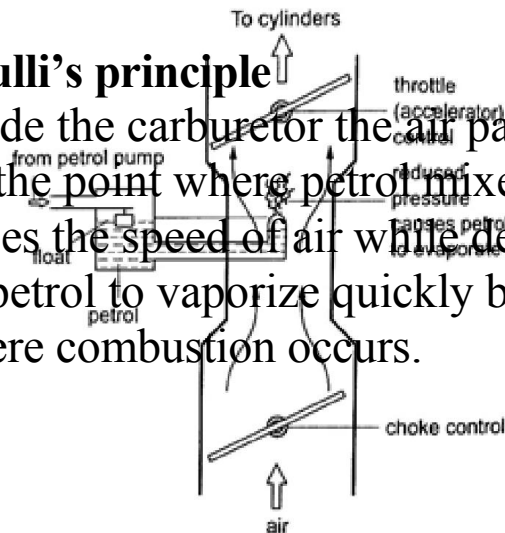 To cylinders
ulli's principle
throttle
(accelerator)
control
de the carburetor the air pa
from petrol pump
reduced
pressure
causes petrol
to evaporate
the point where petrol mixe
es the speed of air while de
float
petrol to vaporize quickly b
petrol
ere combustion occurs.
choke control
air